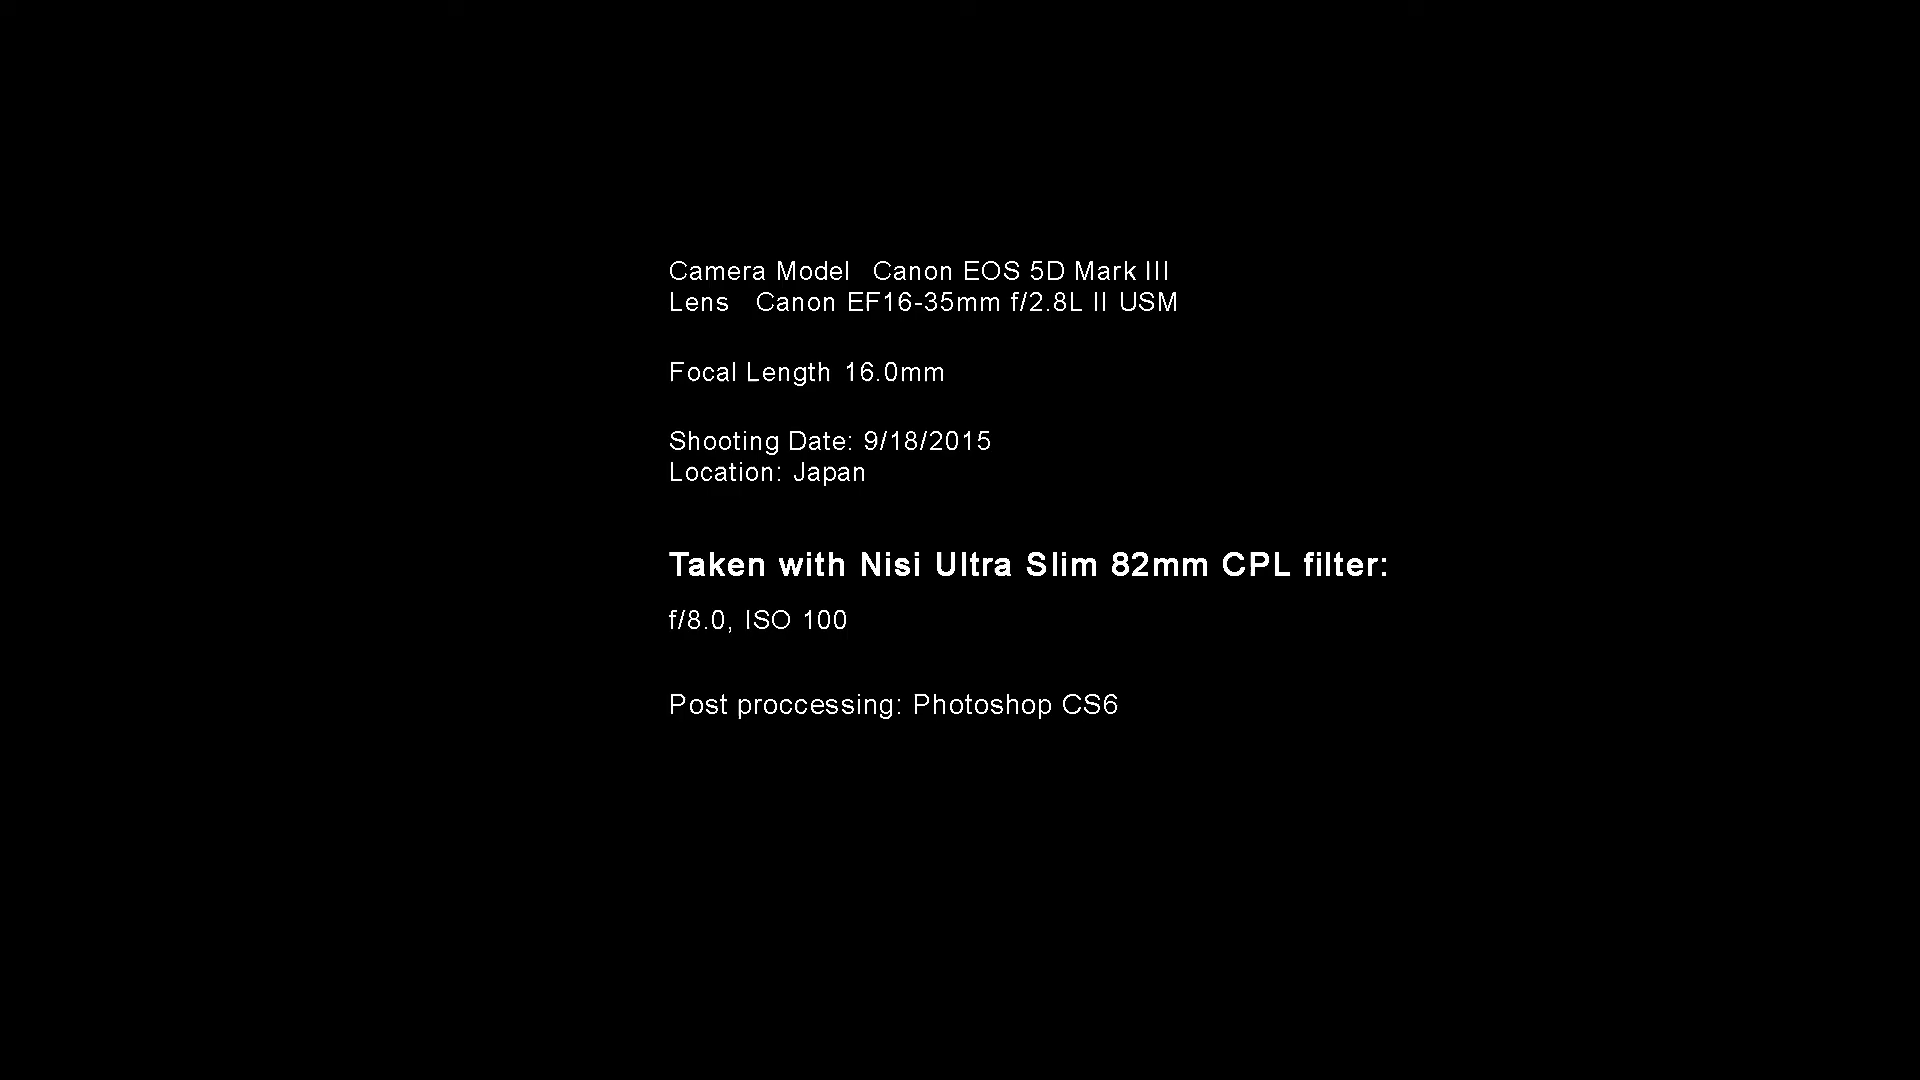 Camera Model Canon EOS 5D Mark III
Lens Canon EF16-35mm f/2.8L II USM
Focal Length 16.0mm
Shooting Date: 9/18/2015
Location: Japan
Taken with Nisi Ultra Slim 82mm CPL filter:
f/8.0, ISO 100
Post proccessing: Photoshop CS6